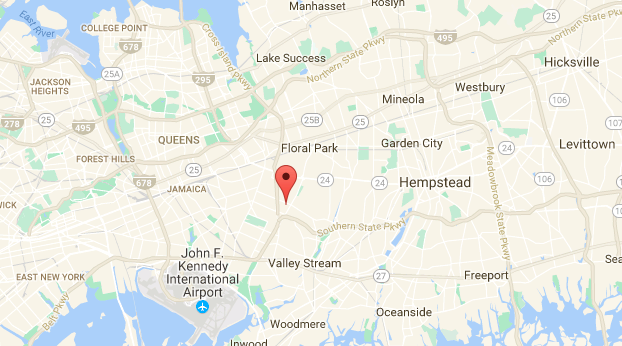 Manhasset
Roslyn
East River
COLLEGE POINT
678
Cross Island Pkwy
Lake Success
Northern State Pkwy
495
Northern State Pkwy
Hicksville
25A
295
JACKSON
HEIGHTS
Westbury
Mineola
106
278
25
495
QUEENS
25B
25
Floral Park
Garden City
Levittown
FOREST HILLS
25
24
678
JAMAICA
24
24
Hempstead
106
Meadowbrook State Pkwy
WICK
Southern State Pkwy
John F.
Kennedy
International
Airport
Valley Stream
27
Freeport
Sea
EAST NEW YORK
Belt Pkwy
Oceanside
Woodmere
Inwood